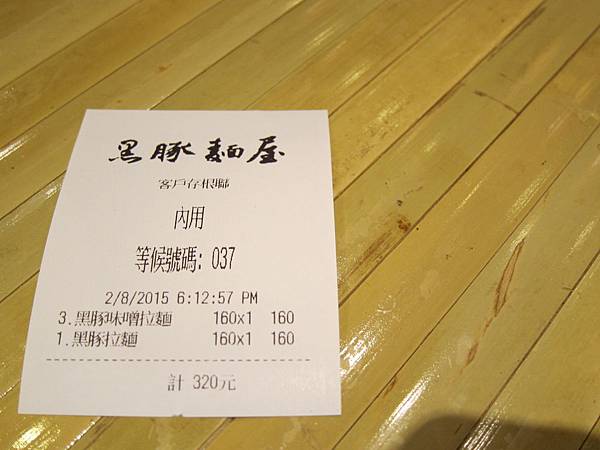 黑豚麵屋
客戶存根聯
內用
等候號碼: 037
2/8/2015 6:12:57 PM
3.黑豚味噌拉麵 160x1 160
1.黑豚拉麵 160x1 160
計 320元